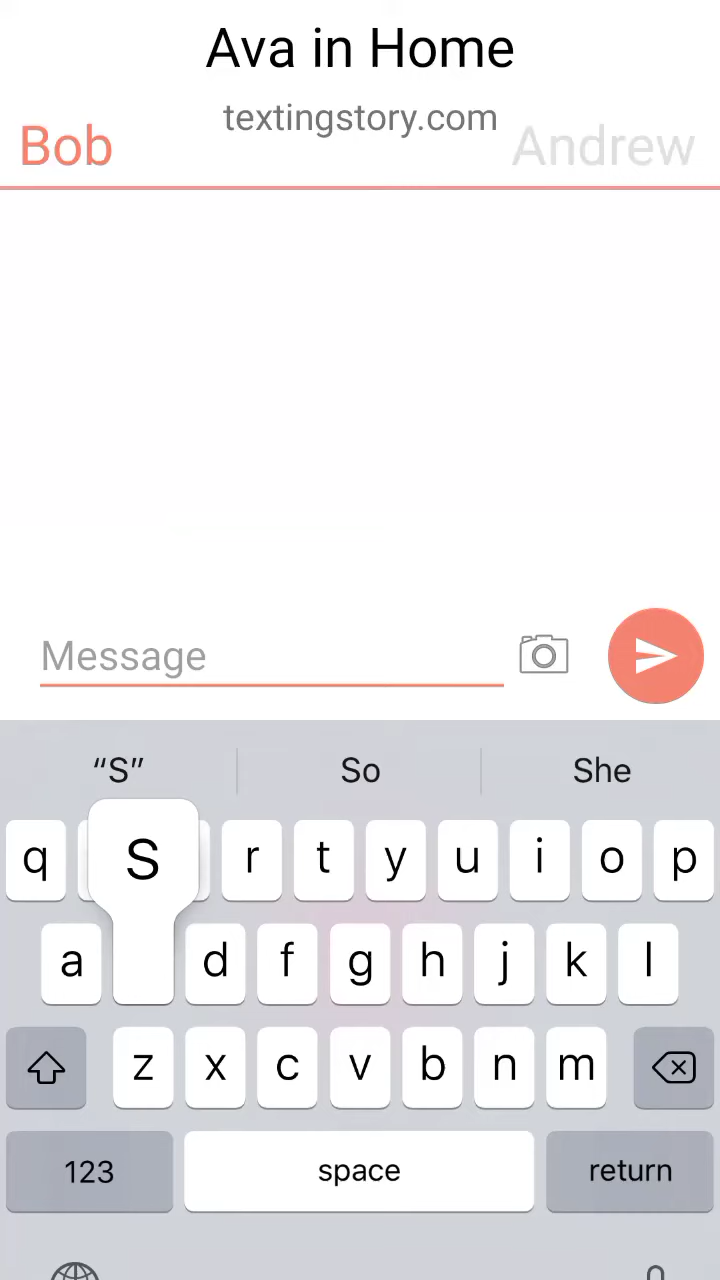 Ava in Home
textingstory.com
Bob
Andrew
Message
“S”
So
She
q
S
r
t
y
u
i
o
p
a
d
f
g
h
j
k
l
z
x
c
v
b
n
m
123
space
return